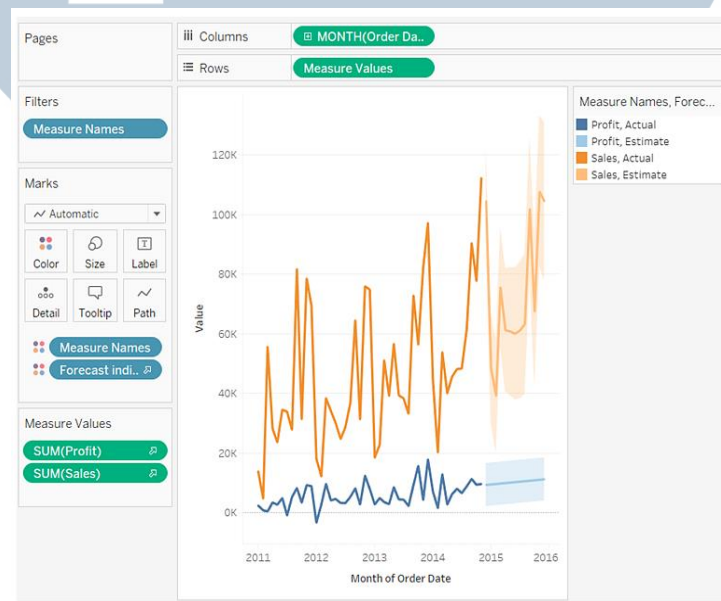 Pages
iii Columns
MONTH(Order Da..
Rows
Measure Values
Filters
Measure Names
Marks
Automatic
Color
Size
T
Label
Detail
Tooltip
Path
Measure Names
Forecast indi..
Measure Values
SUM(Profit)
SUM(Sales)
Value
120K
100K
80K
60K
40K
20K
0K
2011
2012
2013
2014
2015
2016
Month of Order Date
Measure Names, Forec...
Profit, Actual
Profit, Estimate
Sales, Actual
Sales, Estimate